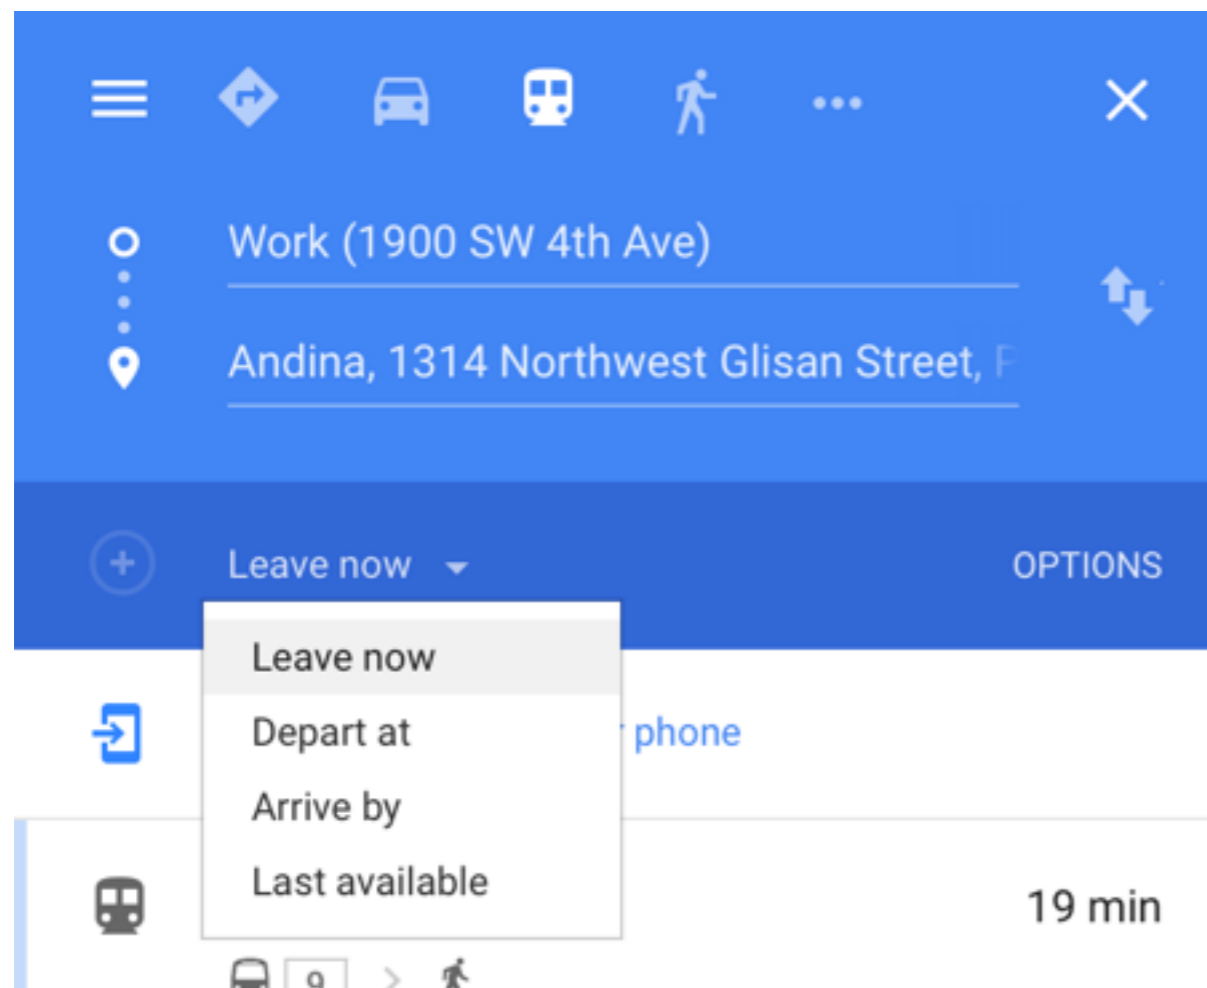 Work (1900 SW 4th Ave)
Andina, 1314 Northwest Glisan Street,
Leave now
OPTIONS
Leave now
Depart at
phone
Arrive by
Last available
19 min
9